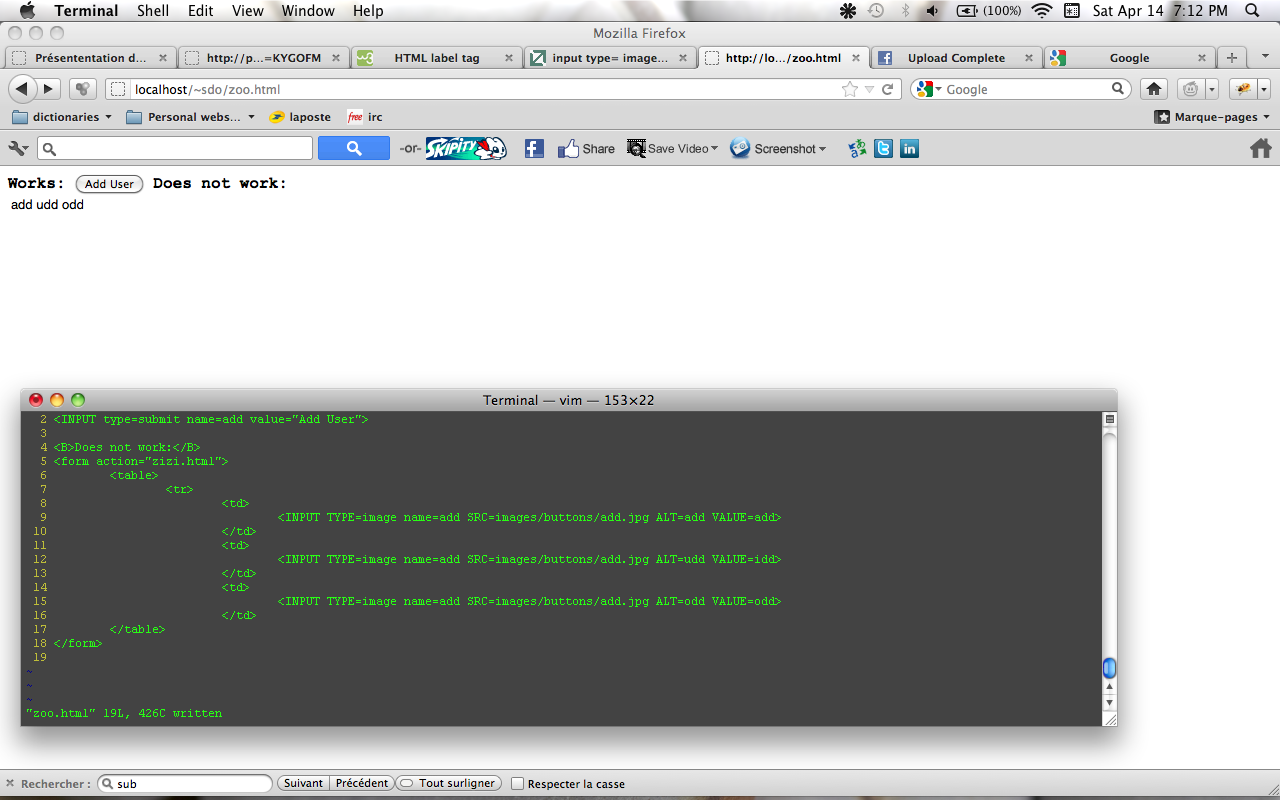 Terminal Shell Edit View Window Help (100%) Sat Apr 14 7:12 PM
Mozilla Firefox
Présententation d... http://p...=KYGOFM HTML label tag input type= image... http://lo.../zoo.html Upload Complete Google
localhost/~sdo/zoo.html Google
dictionaries Personal webs... laposte free irc Marque-pages
-or- SKIPITY Share Save Video Screenshot
Works: Add User Does not work:
add udd odd
Terminal — vim — 153×22
2 <INPUT type=submit name=add value="Add User">
3
4 <B>Does not work:</B>
5 <form action="zizi.html">
6 <table>
7 <tr>
8 <td>
9 <INPUT TYPE=image name=add SRC=images/buttons/add.jpg ALT=add VALUE=add>
10 </td>
11 <td>
12 <INPUT TYPE=image name=add SRC=images/buttons/add.jpg ALT=udd VALUE=idd>
13 </td>
14 <td>
15 <INPUT TYPE=image name=add SRC=images/buttons/add.jpg ALT=odd VALUE=odd>
16 </td>
17 </table>
18 </form>
19
~
~
~
"zoo.html" 19L, 426C written
Rechercher : sub Suivant Précédent Tout surligner Respecter la casse